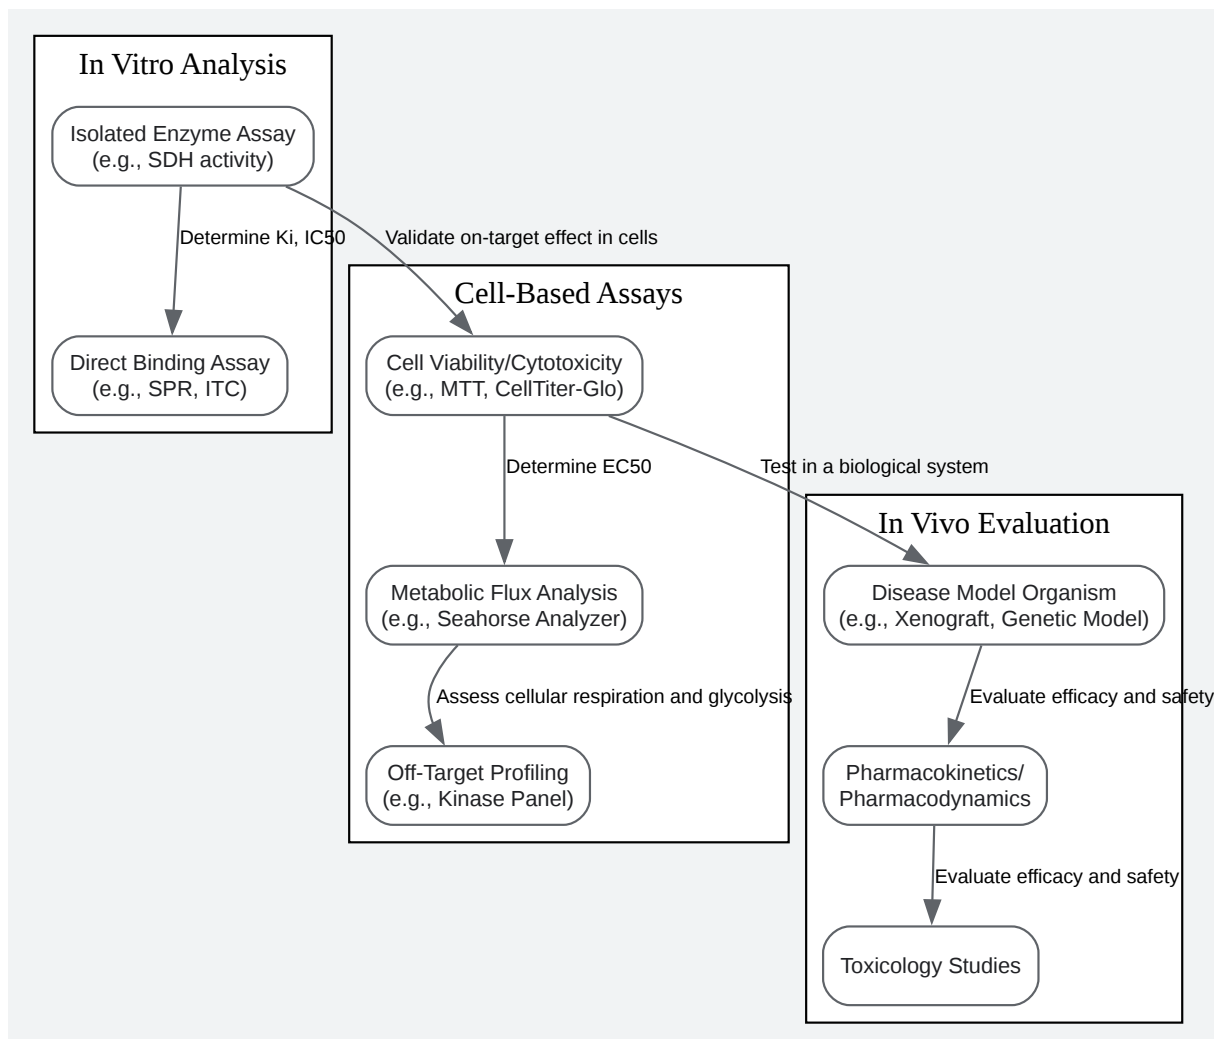 In Vitro Analysis
Isolated Enzyme Assay
(e.g., SDH activity)
Determine Ki, IC50
Validate on-target effect in cells
Direct Binding Assay
(e.g., SPR, ITC)
Cell-Based Assays
Cell Viability/Cytotoxicity
(e.g., MTT, CellTiter-Glo)
Determine EC50
Test in a biological system
Metabolic Flux Analysis
(e.g., Seahorse Analyzer)
Assess cellular respiration and glycolysis
Off-Target Profiling
(e.g., Kinase Panel)
In Vivo Evaluation
Disease Model Organism
(e.g., Xenograft, Genetic Model)
Evaluate efficacy and safety
Pharmacokinetics/
Pharmacodynamics
Evaluate efficacy and safety
Toxicology Studies